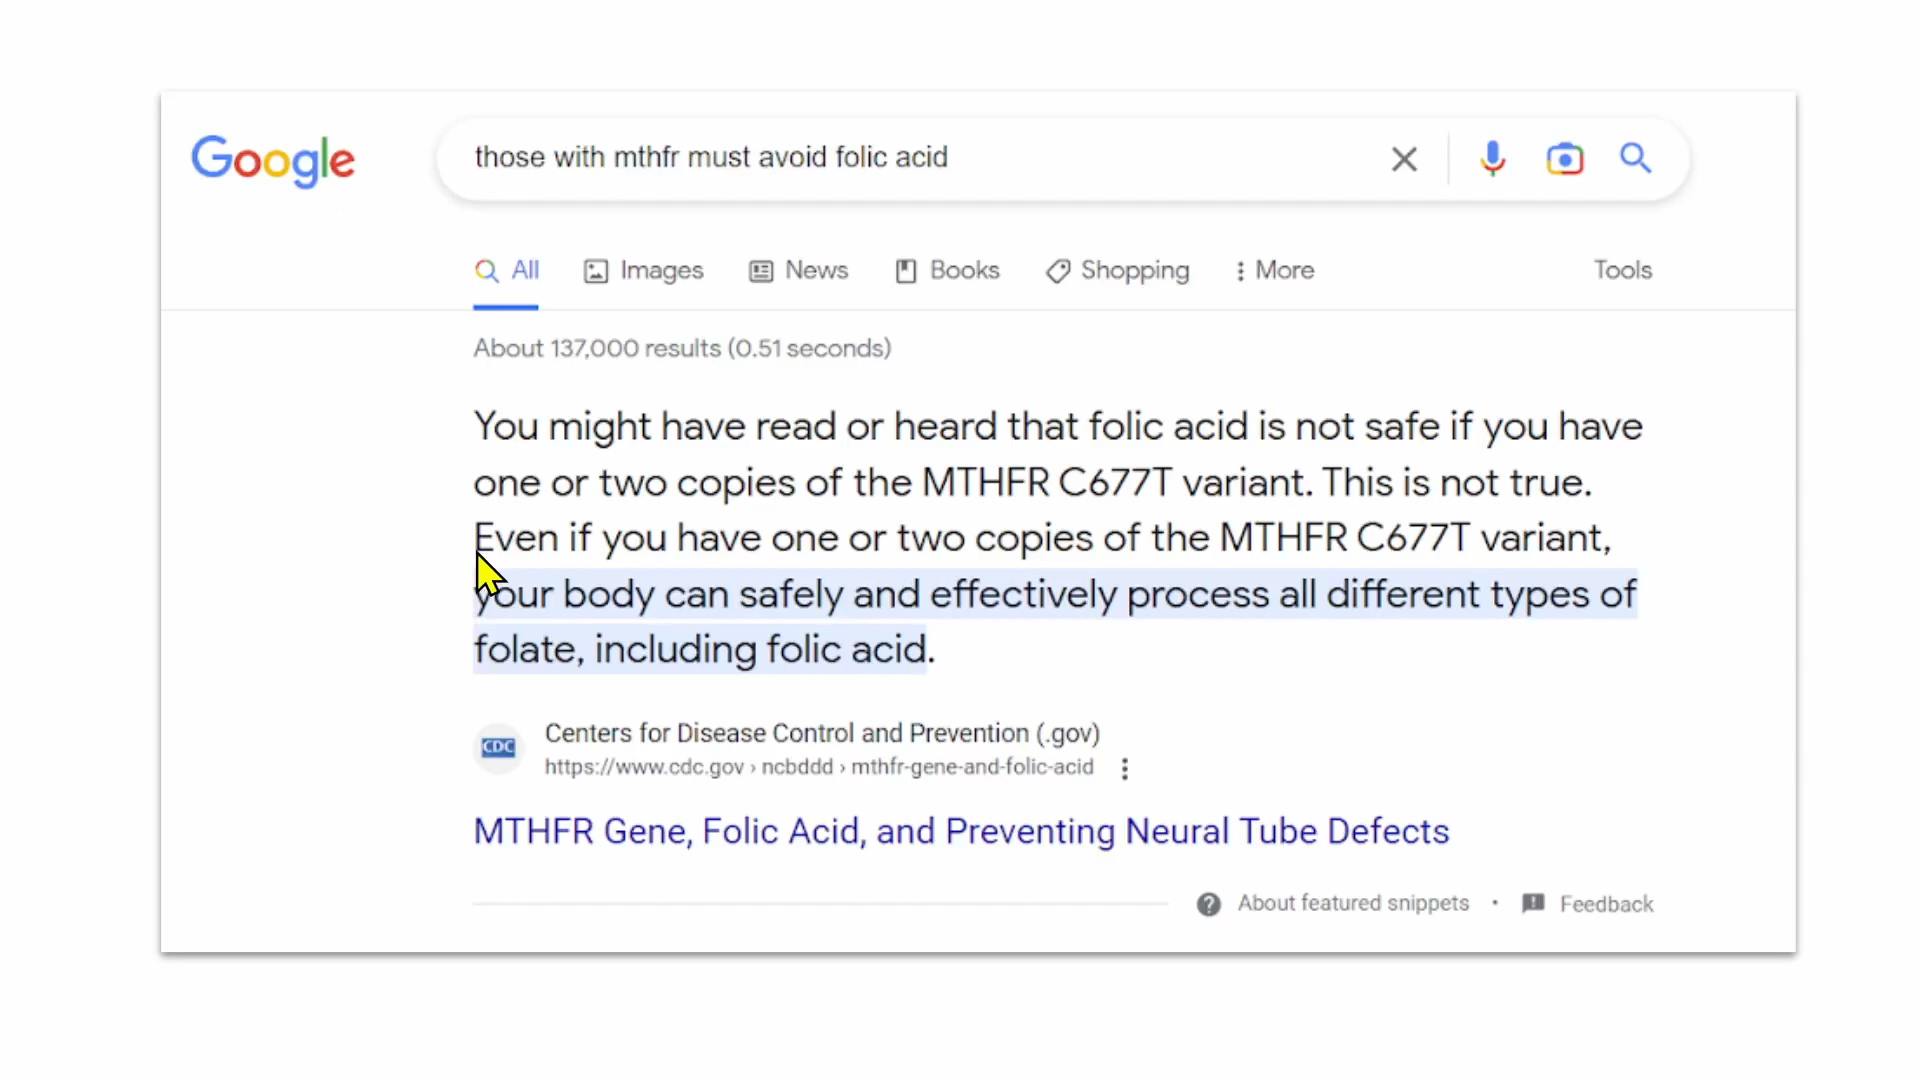 Google
those with mthfr must avoid folic acid
All Images News Books Shopping More Tools
About 137,000 results (0.51 seconds)
You might have read or heard that folic acid is not safe if you have
one or two copies of the MTHFR C677T variant. This is not true.
Even if you have one or two copies of the MTHFR C677T variant,
your body can safely and effectively process all different types of
folate, including folic acid.
CDC
Centers for Disease Control and Prevention (.gov)
https://www.cdc.gov › ncbddd › mthfr-gene-and-folic-acid
MTHFR Gene, Folic Acid, and Preventing Neural Tube Defects
About featured snippets • Feedback